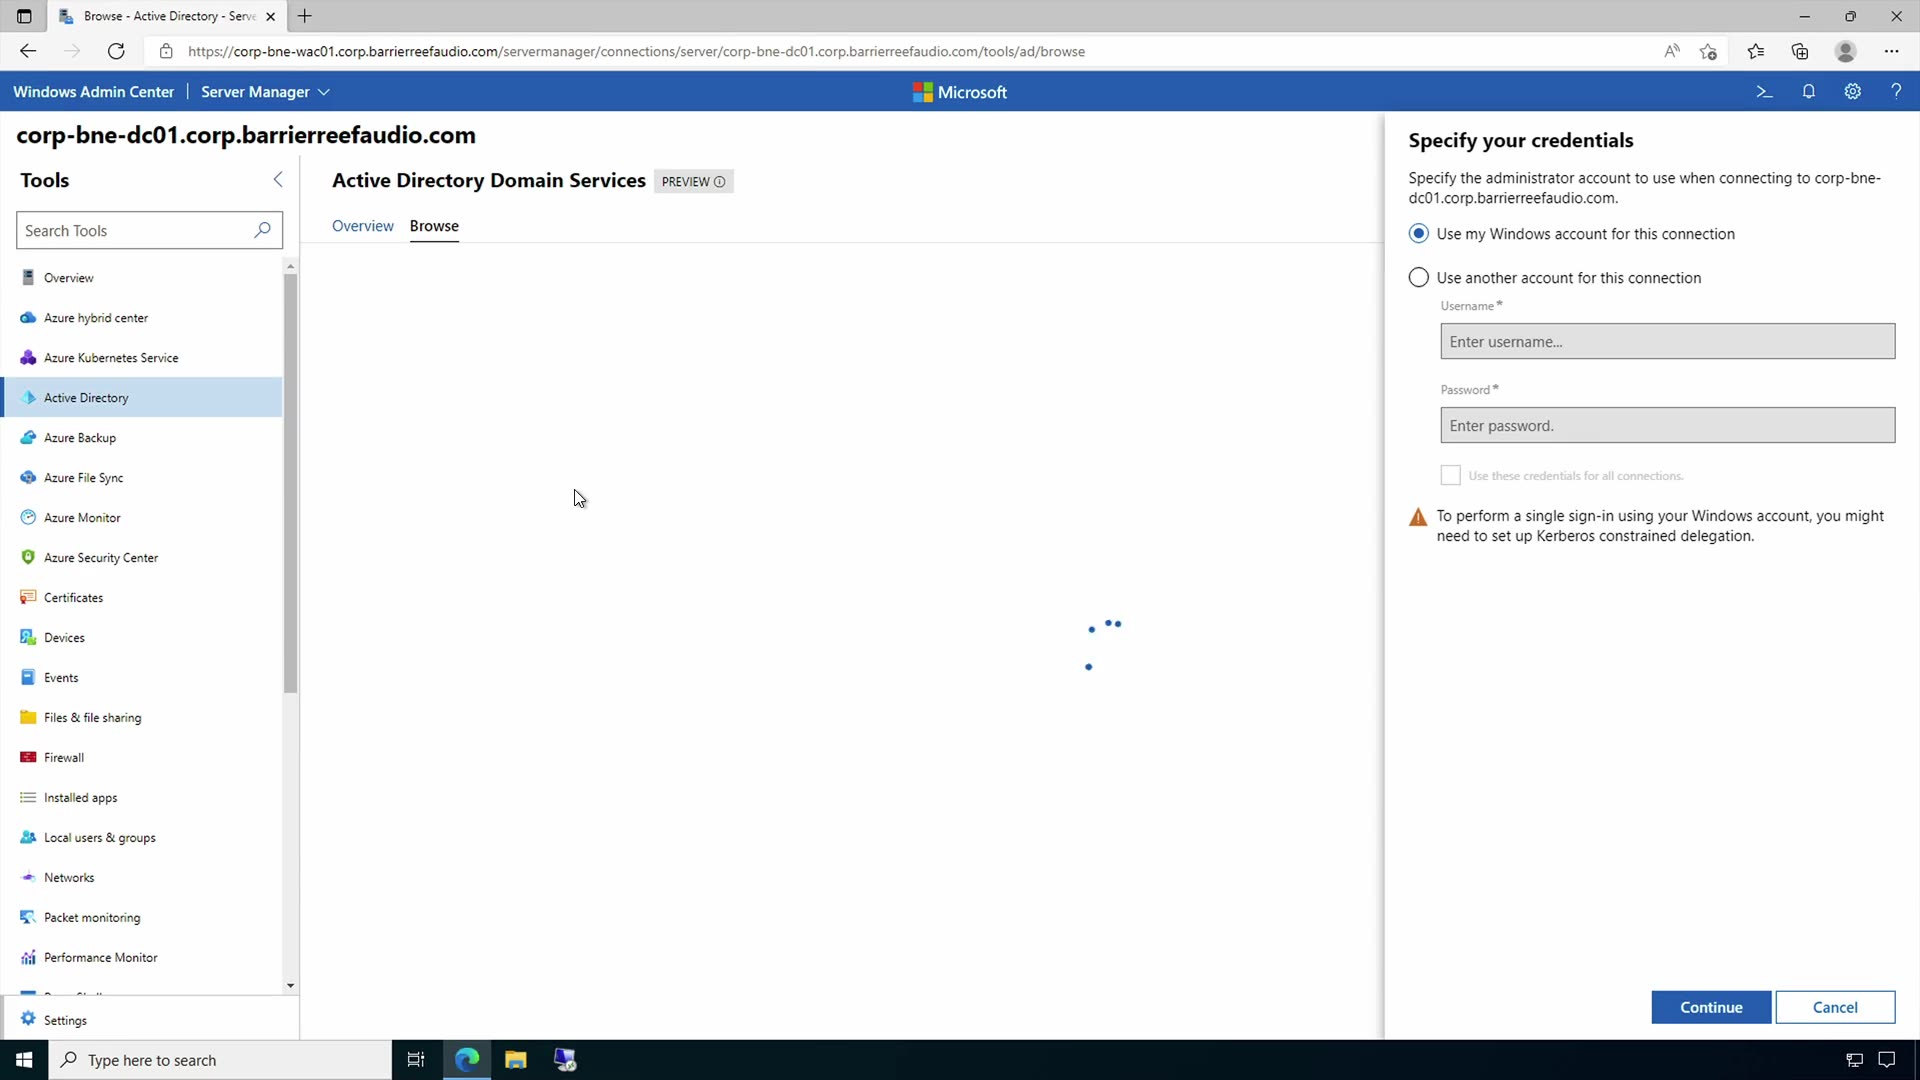 Browse - Active Directory - Serve
https://corp-bne-wac01.corp.barrierreefaudio.com/servermanager/connections/server/corp-bne-dc01.corp.barrierreefaudio.com/tools/ad/browse
Windows Admin Center
Server Manager
Microsoft
corp-bne-dc01.corp.barrierreefaudio.com
Tools
Search Tools
Overview
Azure hybrid center
Azure Kubernetes Service
Active Directory
Azure Backup
Azure File Sync
Azure Monitor
Azure Security Center
Certificates
Devices
Events
Files & file sharing
Firewall
Installed apps
Local users & groups
Networks
Packet monitoring
Performance Monitor
Settings
Active Directory Domain Services
PREVIEW
Overview
Browse
Specify your credentials
Specify the administrator account to use when connecting to corp-bne-
dc01.corp.barrierreefaudio.com.
Use my Windows account for this connection
Use another account for this connection
Username*
Enter username...
Password*
Enter password.
Use these credentials for all connections.
To perform a single sign-in using your Windows account, you might
need to set up Kerberos constrained delegation.
Continue
Cancel
Type here to search